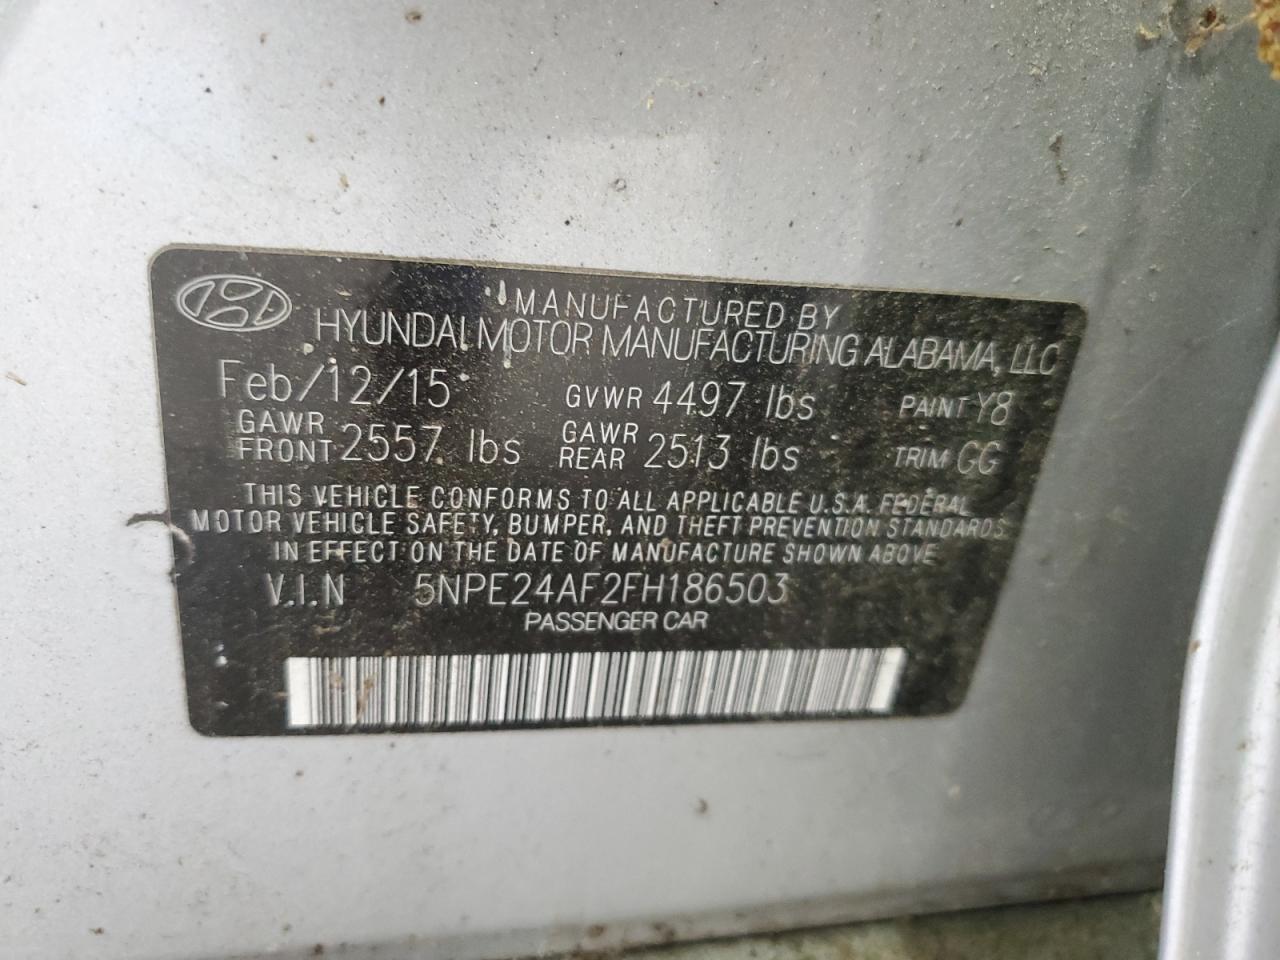 MANUFACTURED BY
HYUNDAI MOTOR MANUFACTURING ALABAMA, LLC
Feb/12/15 GVWR 4497 lbs PAINT Y8
GAWR FRONT 2557 lbs GAWR REAR 2513 lbs TRIM GG
THIS VEHICLE CONFORMS TO ALL APPLICABLE U.S.A. FEDERAL
MOTOR VEHICLE SAFETY, BUMPER, AND THEFT PREVENTION STANDARDS
IN EFFECT ON THE DATE OF MANUFACTURE SHOWN ABOVE
V.I.N 5NPE24AF2FH186503
PASSENGER CAR